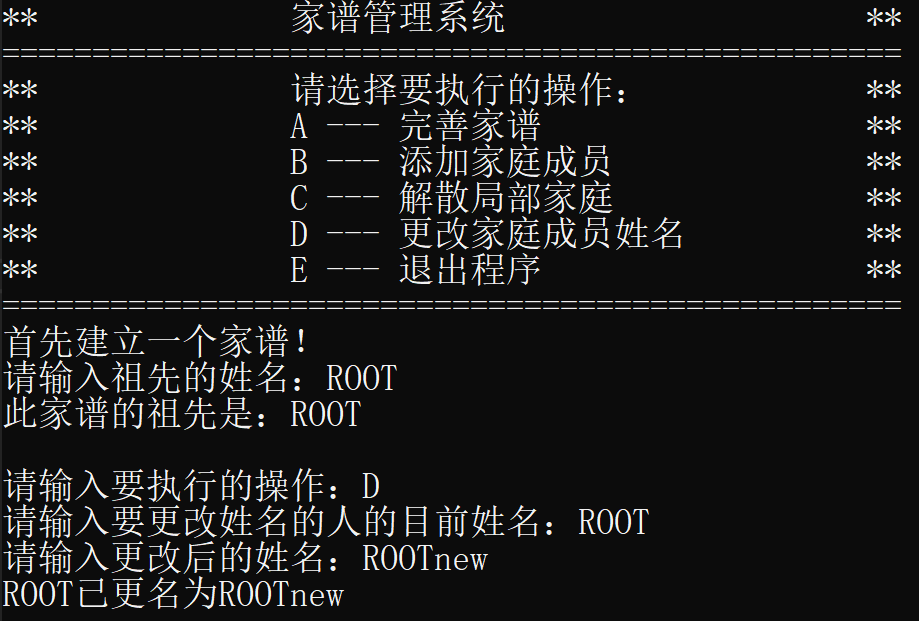 **              家谱管理系统                    **
==================================================
**              请选择要执行的操作：            **
**              A --- 完善家谱                  **
**              B --- 添加家庭成员              **
**              C --- 解散局部家庭              **
**              D --- 更改家庭成员姓名          **
**              E --- 退出程序                  **
==================================================
首先建立一个家谱！
请输入祖先的姓名：ROOT
此家谱的祖先是：ROOT
请输入要执行的操作：D
请输入要更改姓名的人的目前姓名：ROOT
请输入更改后的姓名：ROOTnew
ROOT已更名为ROOTnew